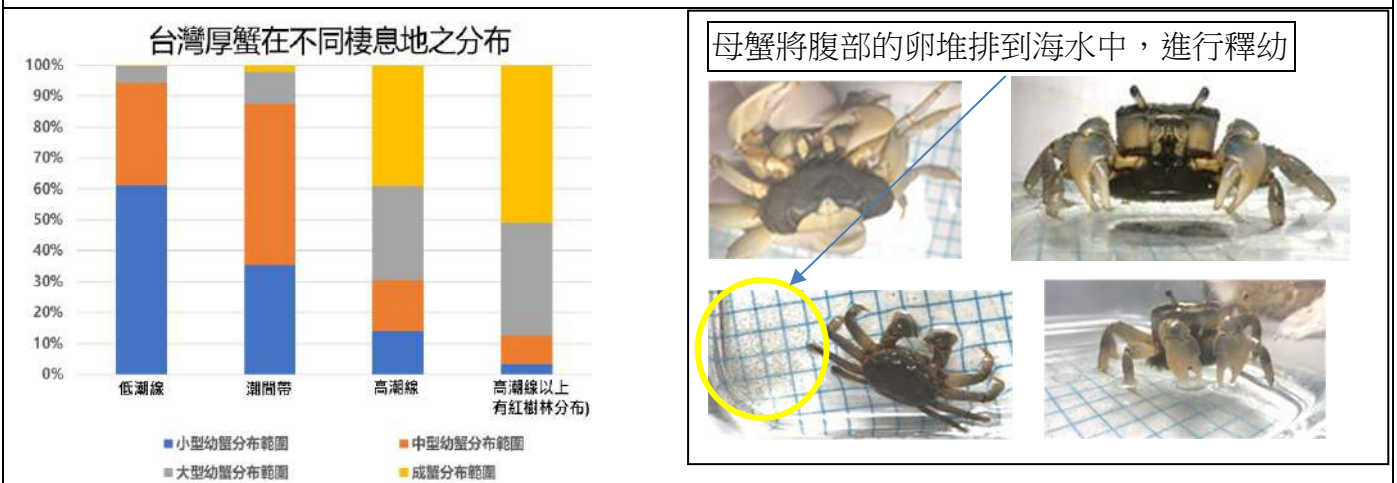 台灣厚蟹在不同棲息地之分布
100%
90%
80%
70%
60%
50%
40%
30%
20%
10%
0%
低潮線
潮間帶
高潮線
高潮線以上
有紅樹林分布)
小型幼蟹分布範圍
中型幼蟹分布範圍
大型幼蟹分布範圍
成蟹分布範圍
母蟹將腹部的卵堆排到海水中，進行釋幼